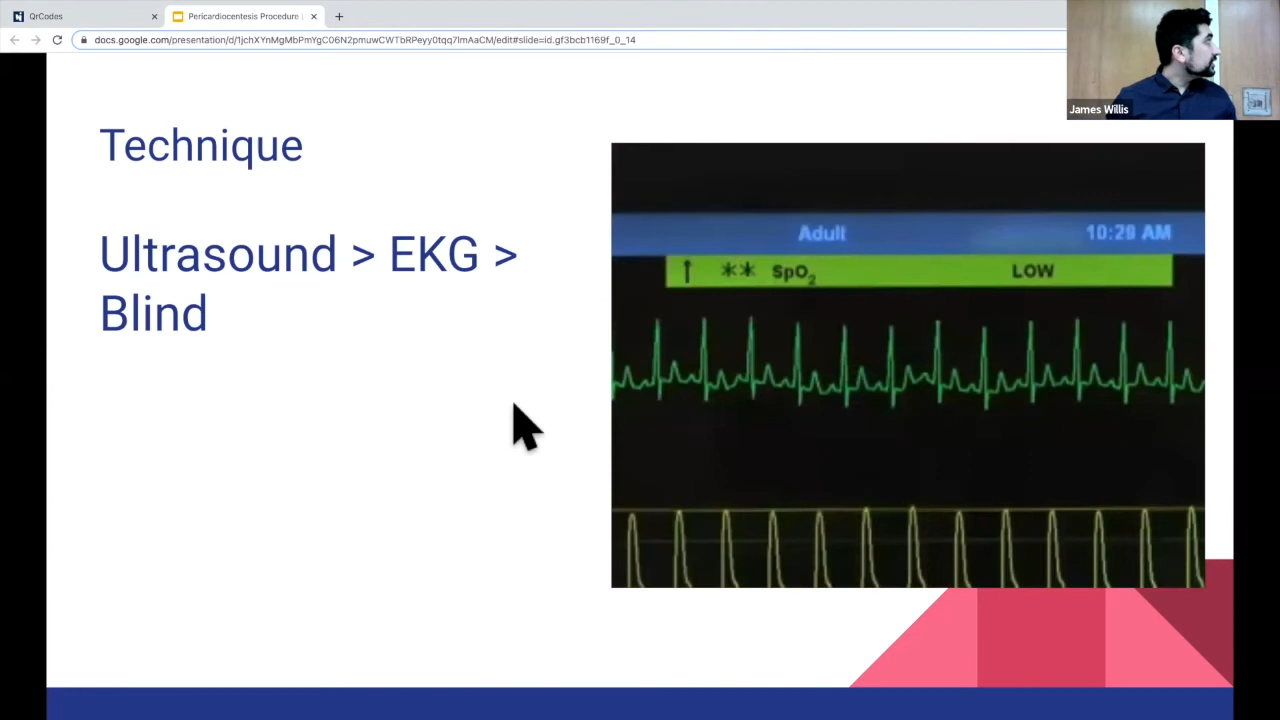 QrCodes
Pericardiocentesis Procedure
docs.google.com/presentation/d/1jchXYnMgMbPmYgC06N2pmuwCWTbRPeyy0tqq7ImAaCM/edit#slide=id.gf3bcb1169f_0_14
James Willis
Technique
Ultrasound > EKG >
Blind
Adult 10:29 AM
** SpO2 LOW